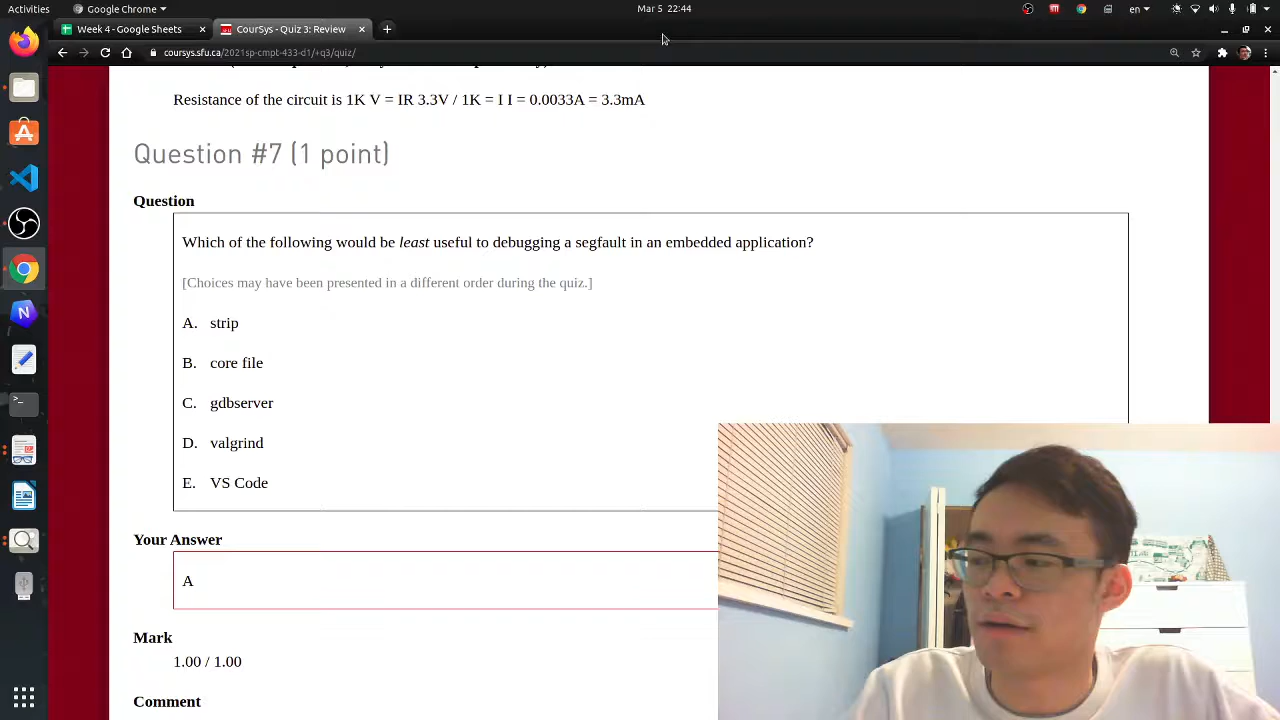 Activities
Google Chrome
Mar 5 22:44
en
Week 4 - Google Sheets
CourSys - Quiz 3: Review
coursys.sfu.ca/2021sp-cmpt-433-d1/+q3/quiz/
Resistance of the circuit is 1K V = IR 3.3V / 1K = I I = 0.0033A = 3.3mA
Question #7 (1 point)
Question
Which of the following would be least useful to debugging a segfault in an embedded application?
[Choices may have been presented in a different order during the quiz.]
A. strip
B. core file
C. gdbserver
D. valgrind
E. VS Code
Your Answer
A
Mark
1.00 / 1.00
Comment